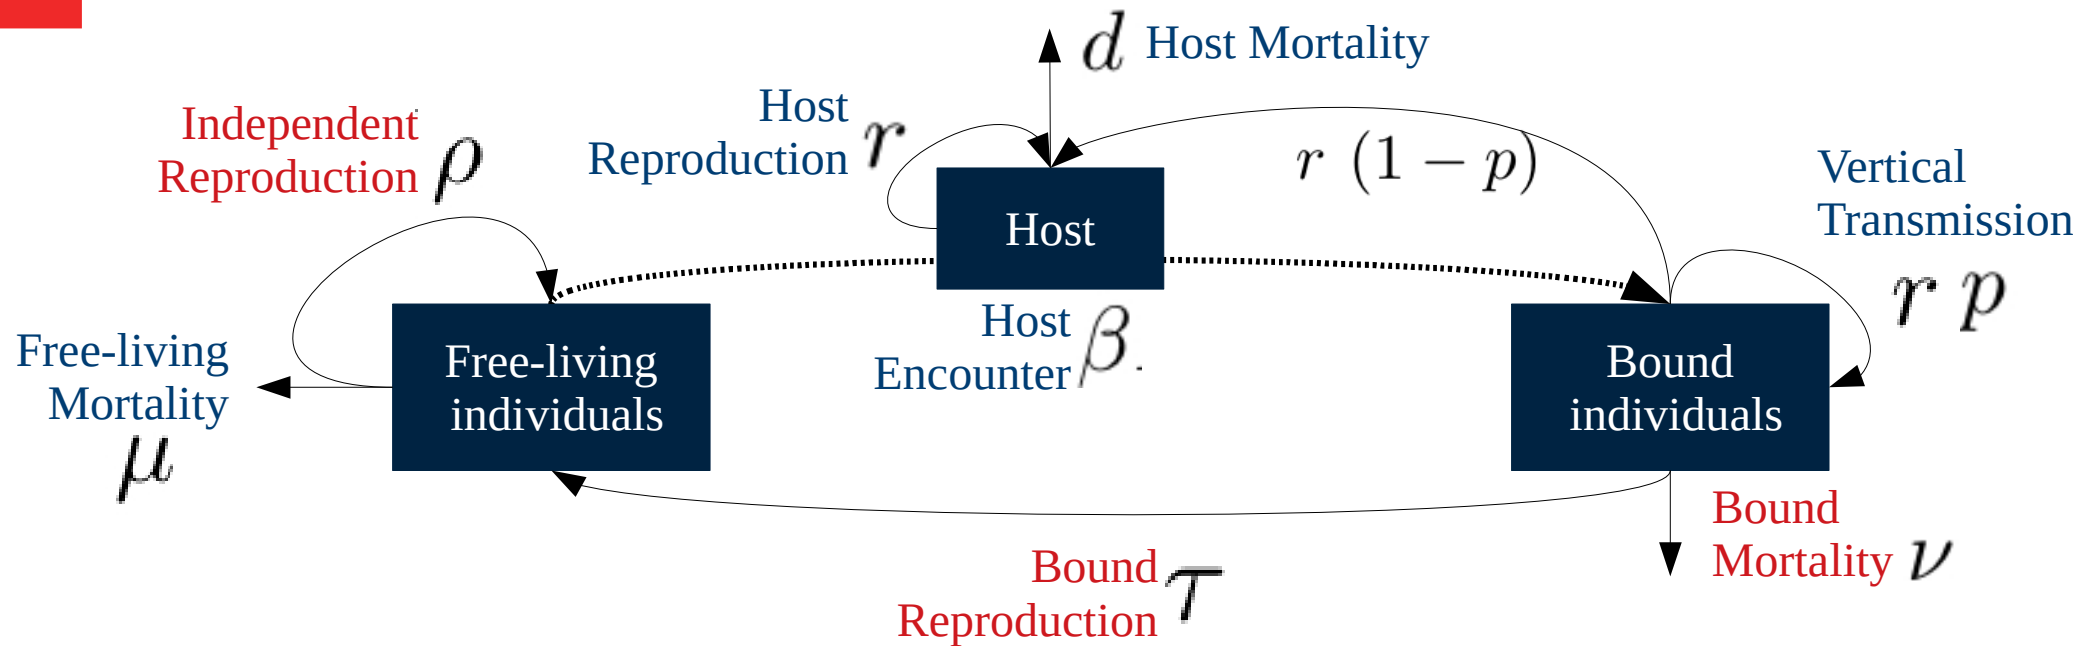 d Host Mortality
Host
Reproduction r
Independent
Reproduction ρ
r (1 − p)
Vertical
Transmission
r p
Host
Host
Encounter β.
Free-living
Mortality
μ
Free-living
individuals
Bound
individuals
Bound
Mortality ν
Bound
Reproduction τ